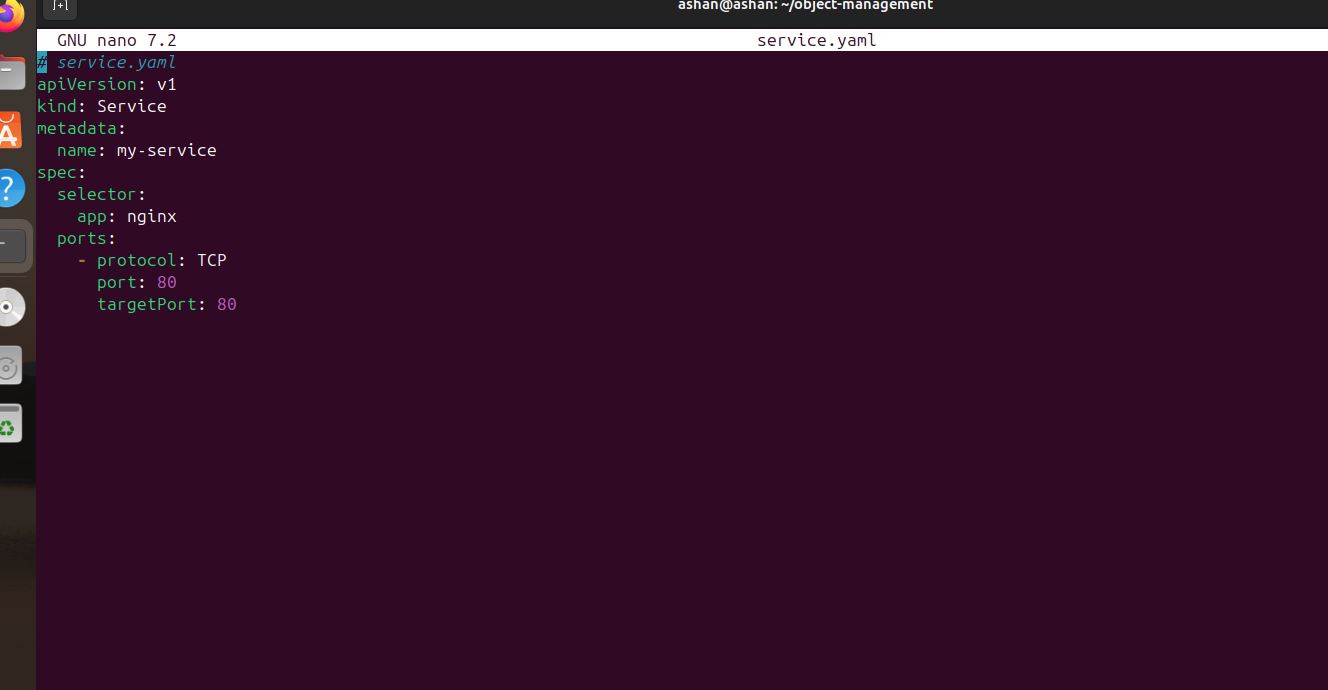 ashan@ashan: ~/object-management
GNU nano 7.2 service.yaml
# service.yaml
apiVersion: v1
kind: Service
metadata:
  name: my-service
spec:
  selector:
    app: nginx
  ports:
    - protocol: TCP
      port: 80
      targetPort: 80